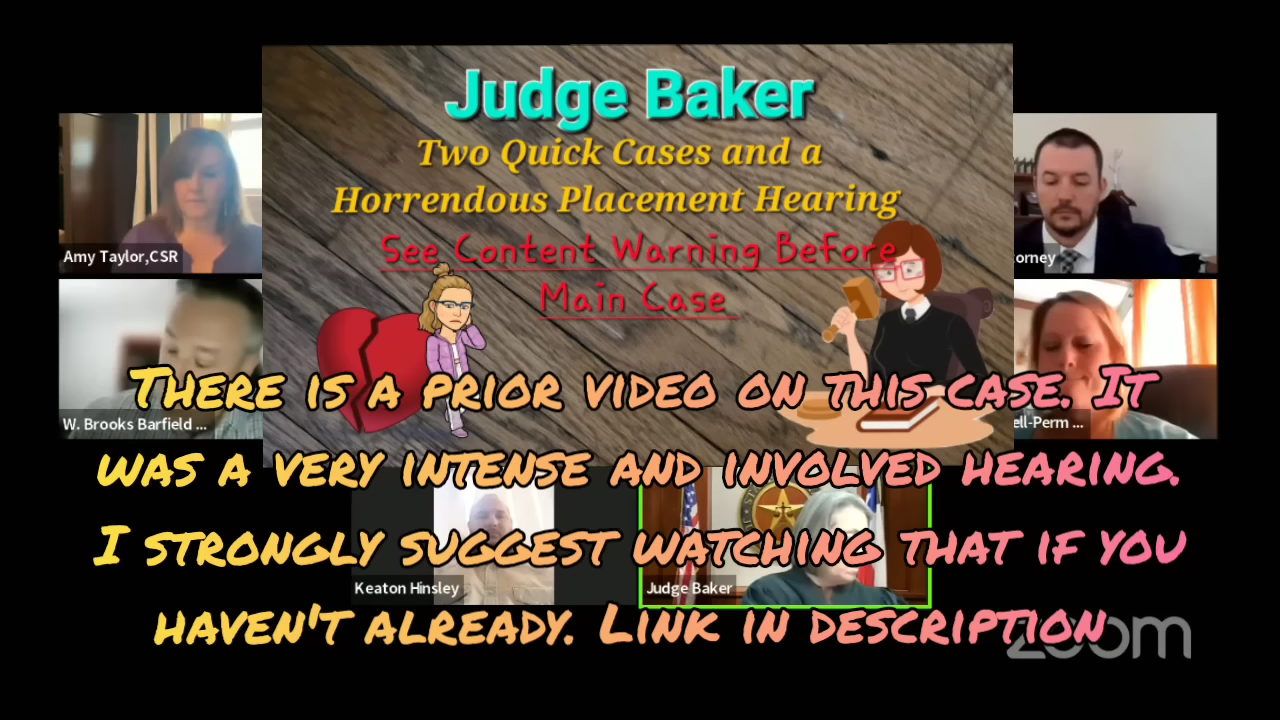 Judge Baker
Two Quick Cases and a
Horrendous Placement Hearing
See Content Warning Before
Main Case
Amy Taylor,CSR
orney
W. Brooks Barfield ...
ell-Perm ...
There is a prior video on this case. It
was a very intense and involved hearing.
I strongly suggest watching that if you
haven't already. Link in description
Keaton Hinsley
Judge Baker
zoom